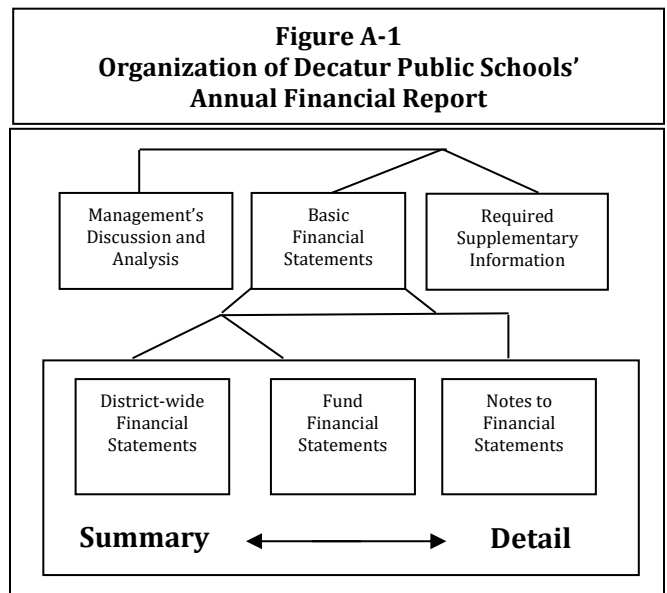 Figure A-1
Organization of Decatur Public Schools’
Annual Financial Report
Management’s
Discussion and
Analysis
Basic
Financial
Statements
Required
Supplementary
Information
District-wide
Financial
Statements
Fund
Financial
Statements
Notes to
Financial
Statements
Summary
Detail